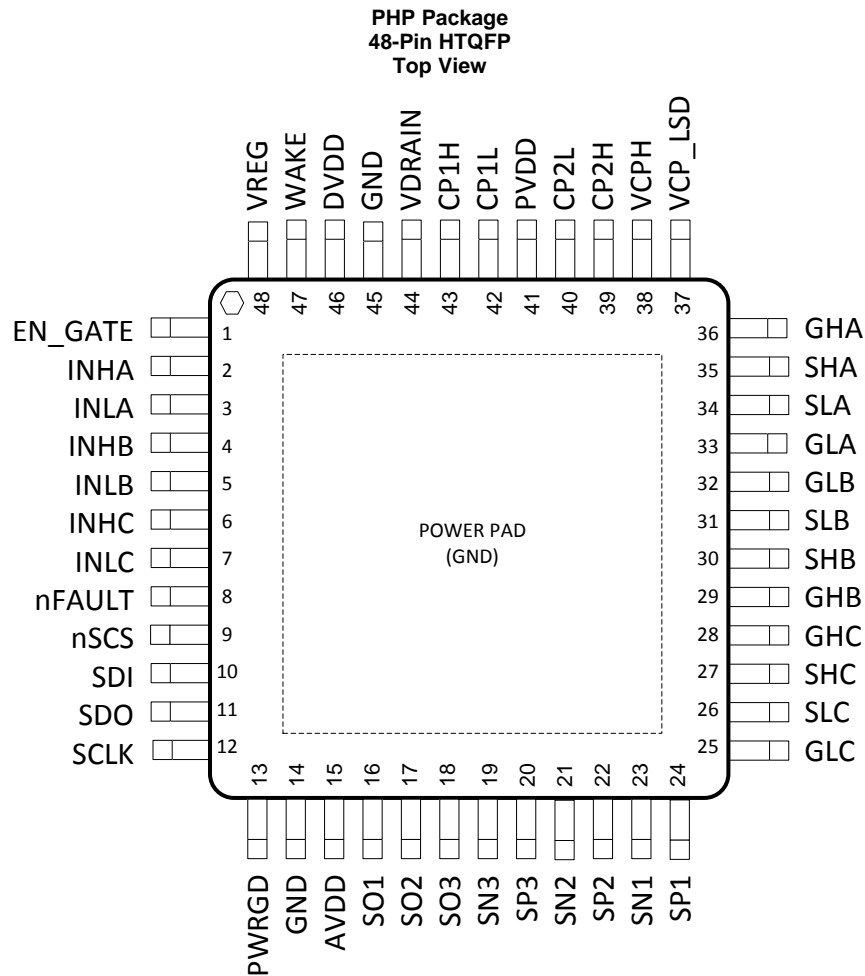 PHP Package
48-Pin HTQFP
Top View
VREG
WAKE
DVDD
GND
VDRAIN
CP1H
CP1L
PVDD
CP2L
CP2H
VCPH
VCP_LSD
48 47 46 45 44 43 42 41 40 39 38 37
EN_GATE 1
INHA 2
INLA 3
INHB 4
INLB 5
INHC 6
INLC 7
nFAULT 8
nSCS 9
SDI 10
SDO 11
SCLK 12
POWER PAD
(GND)
36 GHA
35 SHA
34 SLA
33 GLA
32 GLB
31 SLB
30 SHB
29 GHB
28 GHC
27 SHC
26 SLC
25 GLC
13 14 15 16 17 18 19 20 21 22 23 24
PWRGD
GND
AVDD
SO1
SO2
SO3
SN3
SP3
SN2
SP2
SN1
SP1